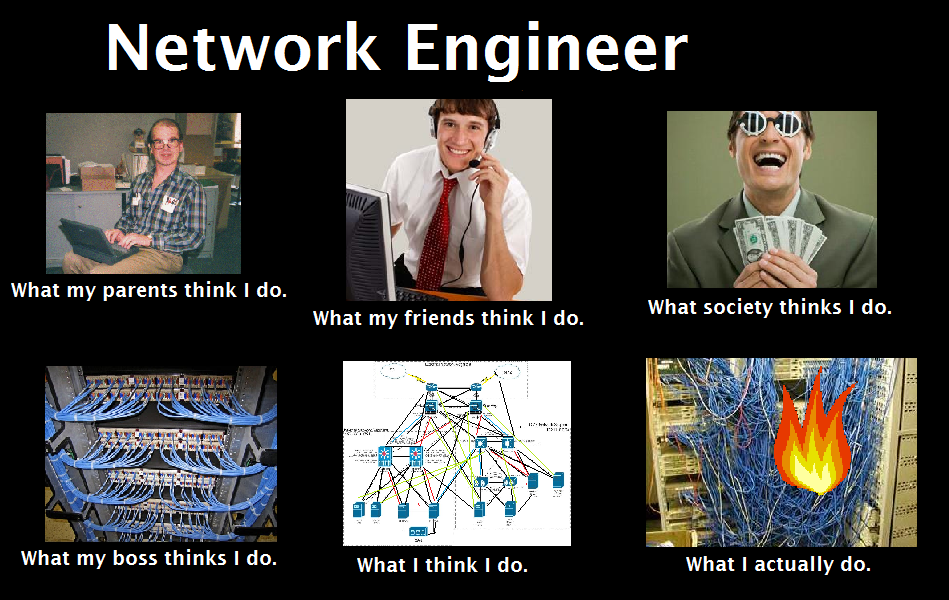 Network Engineer
What my parents think I do.
What my friends think I do.
What society thinks I do.
What my boss thinks I do.
What I think I do.
What I actually do.